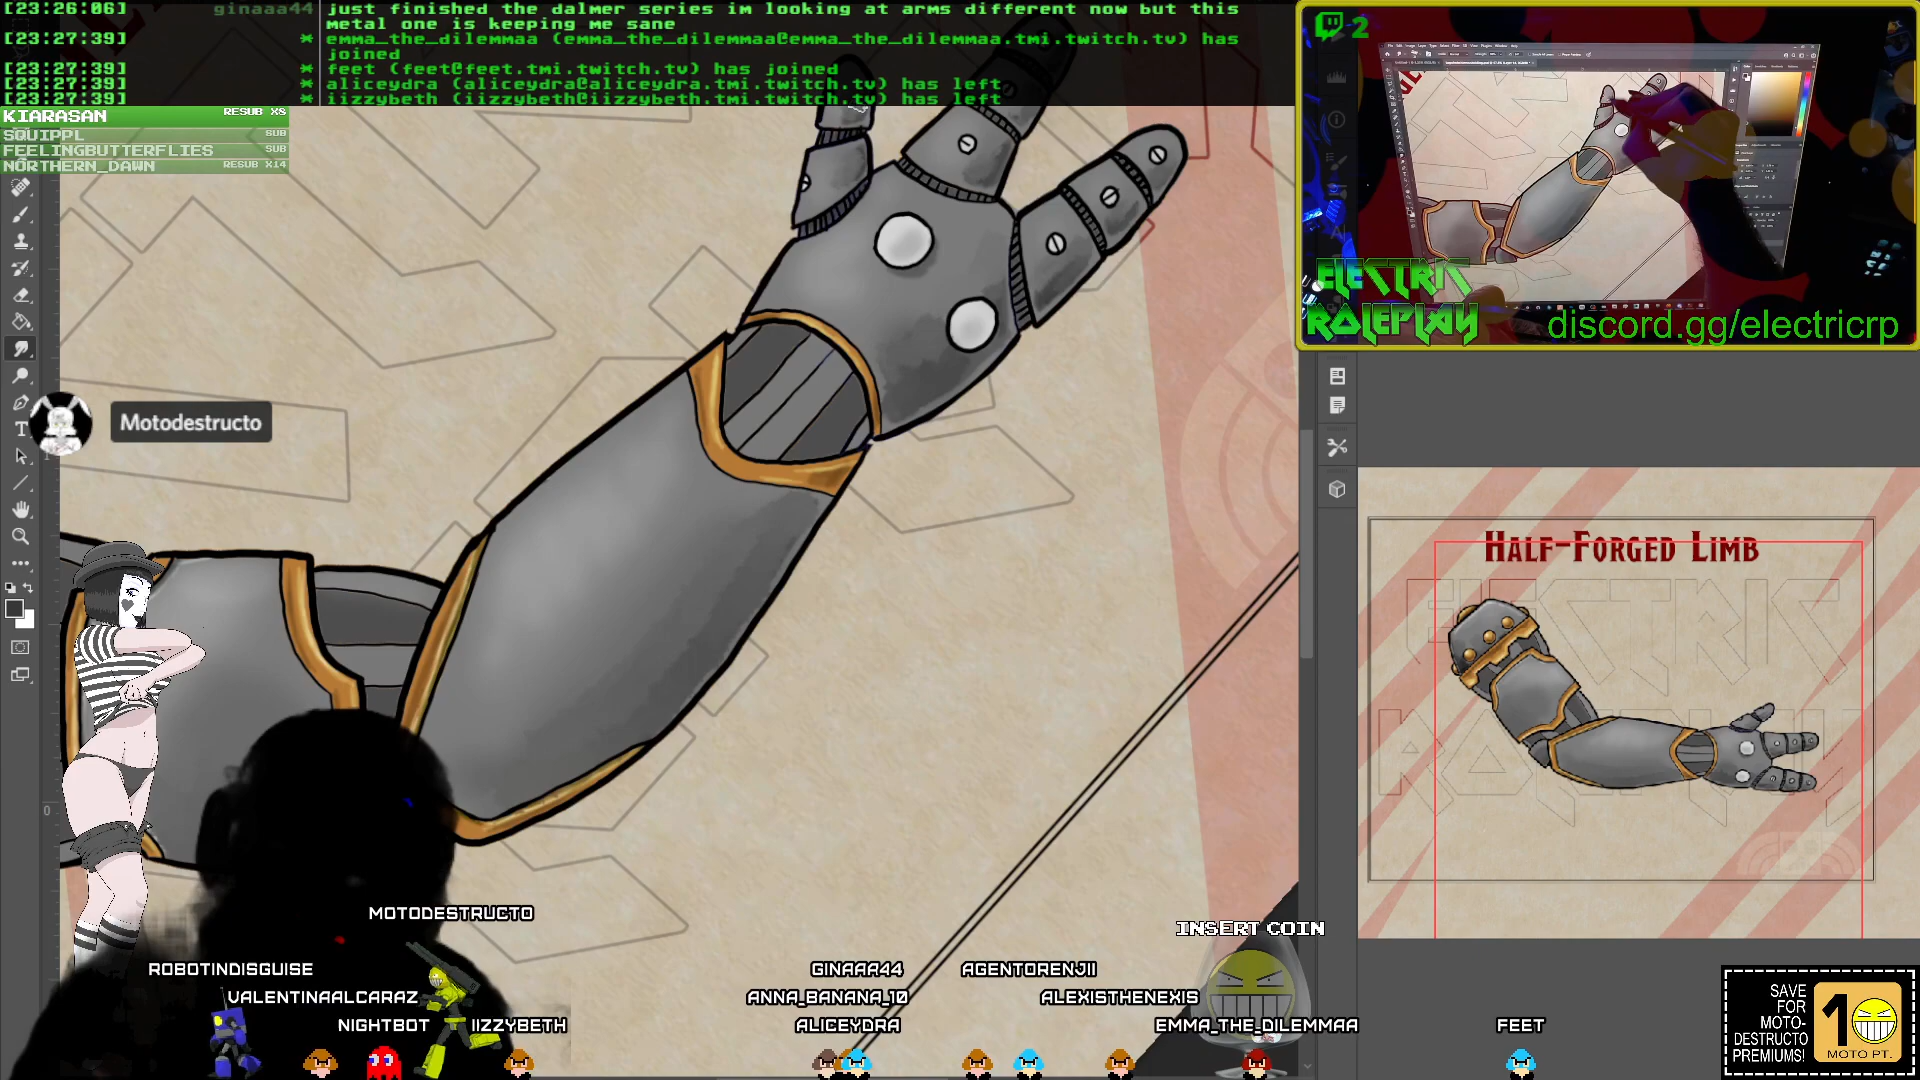 [23:26:06] ginaaa44 just finished the dalmer series im looking at arms different now but this
metal one is keeping me sane
[23:27:39] * emma_the_dilemmaa (emma_the_dilemmaa@emma_the_dilemmaa.tmi.twitch.tv) has
joined
[23:27:39] * feet (feet@feet.tmi.twitch.tv) has joined
[23:27:39] * aliceydra (aliceydra@aliceydra.tmi.twitch.tv) has left
[23:27:39] * iizzybeth (iizzybeth@iizzybeth.tmi.twitch.tv) has left
KIARASAN RESUB X8
SQUIPPL SUB
FEELINGBUTTERFLIES SUB
NORTHERN_DAWN RESUB X14
2
ELECTRIC
ROLEPLAY
discord.gg/electricrp
Motodestructo
HALF-FORGED LIMB
ELECTRIC
ROLEPLAY
MOTODESTRUCTO
INSERT COIN
ROBOTINDISGUISE
GINAAA44
AGENTORENJII
VALENTINAALCARAZ
ANNA_BANANA_10
ALEXISTHENEXIS
NIGHTBOT
IIZZYBETH
ALICEYDRA
EMMA_THE_DILEMMAA
FEET
SAVE
FOR
MOTO-
DESTRUCTO
PREMIUMS!
1
MOTO PT.